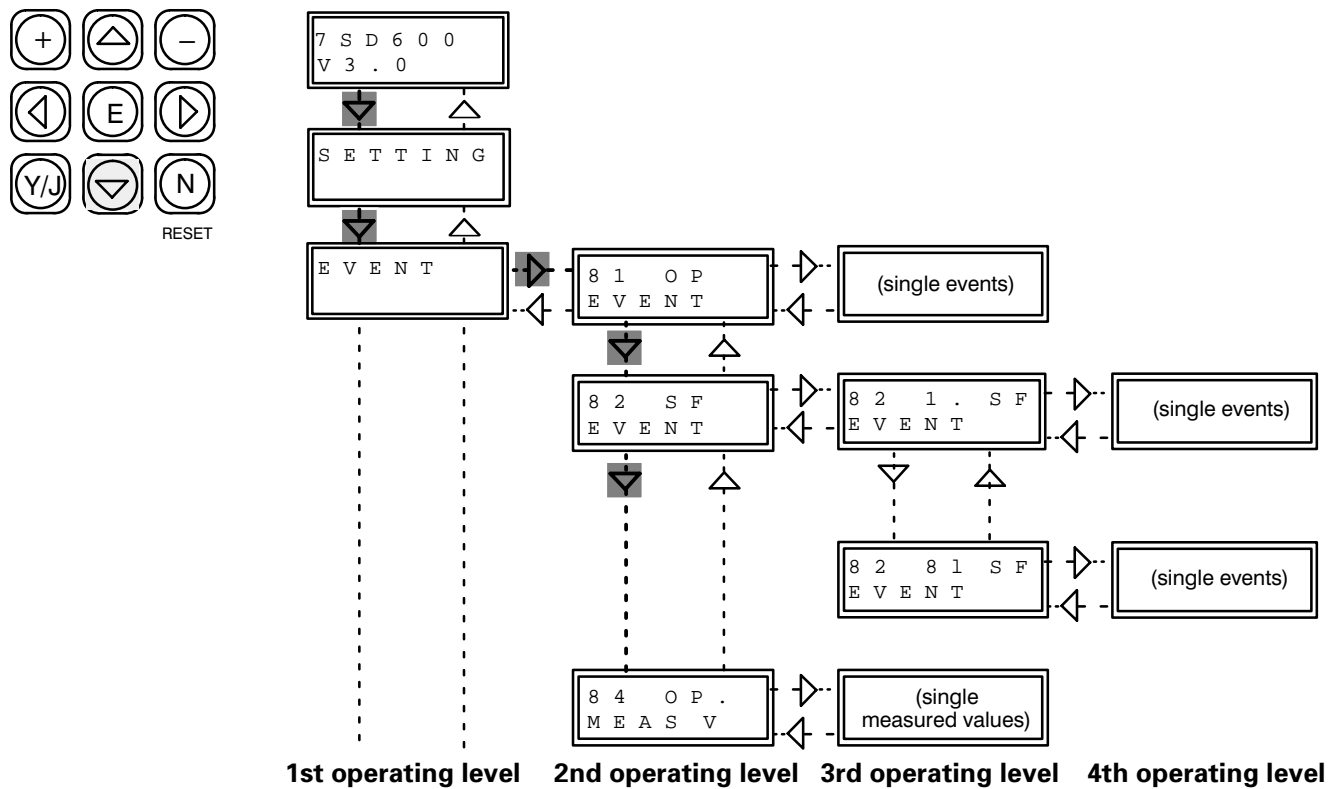 +
−
E
Y/J
N
RESET
7SD600
V3.0
SETTING
EVENT
81 OP
EVENT
(single events)
82 SF
EVENT
82 1. SF
EVENT
(single events)
82 8l SF
EVENT
(single events)
84 OP.
MEAS V
(single
measured values)
1st operating level 2nd operating level 3rd operating level 4th operating level